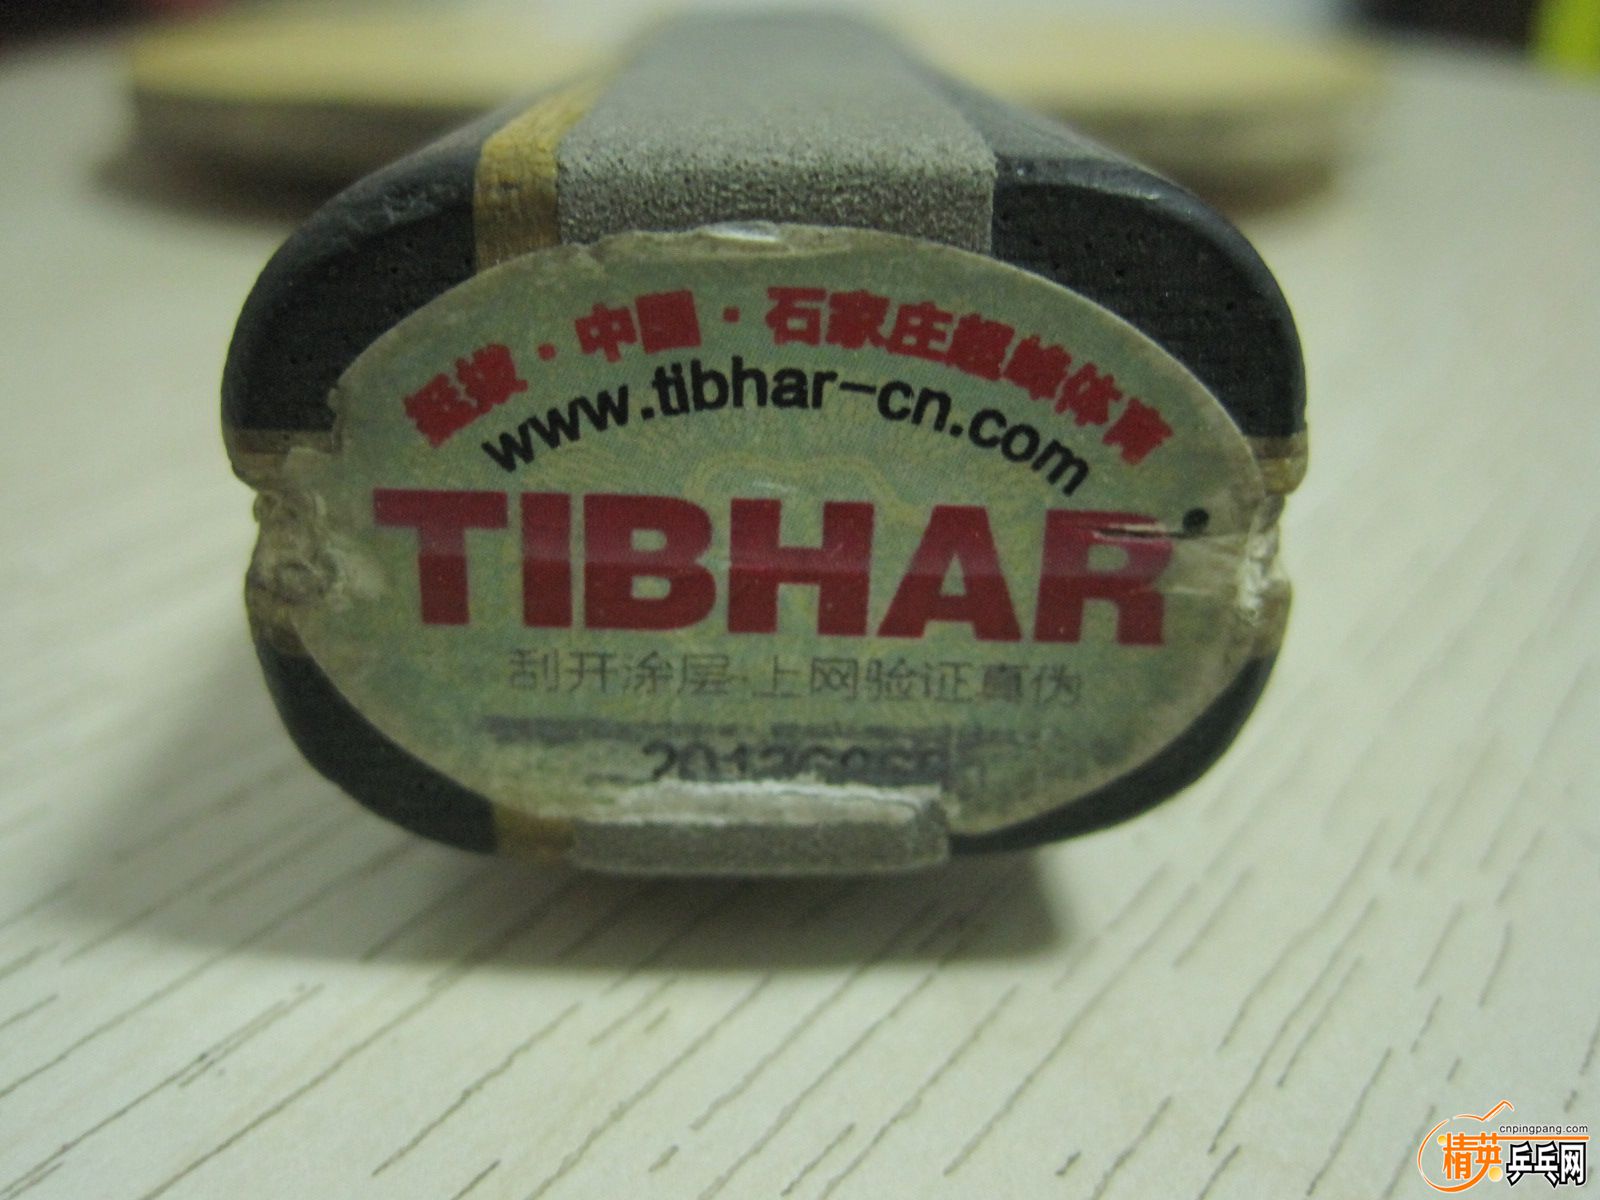 挺拔·中国·石家庄超峰体育
www.tibhar-cn.com
TIBHAR
刮开涂层·上网验证真伪
cnpingpang.com
精英乒乓网